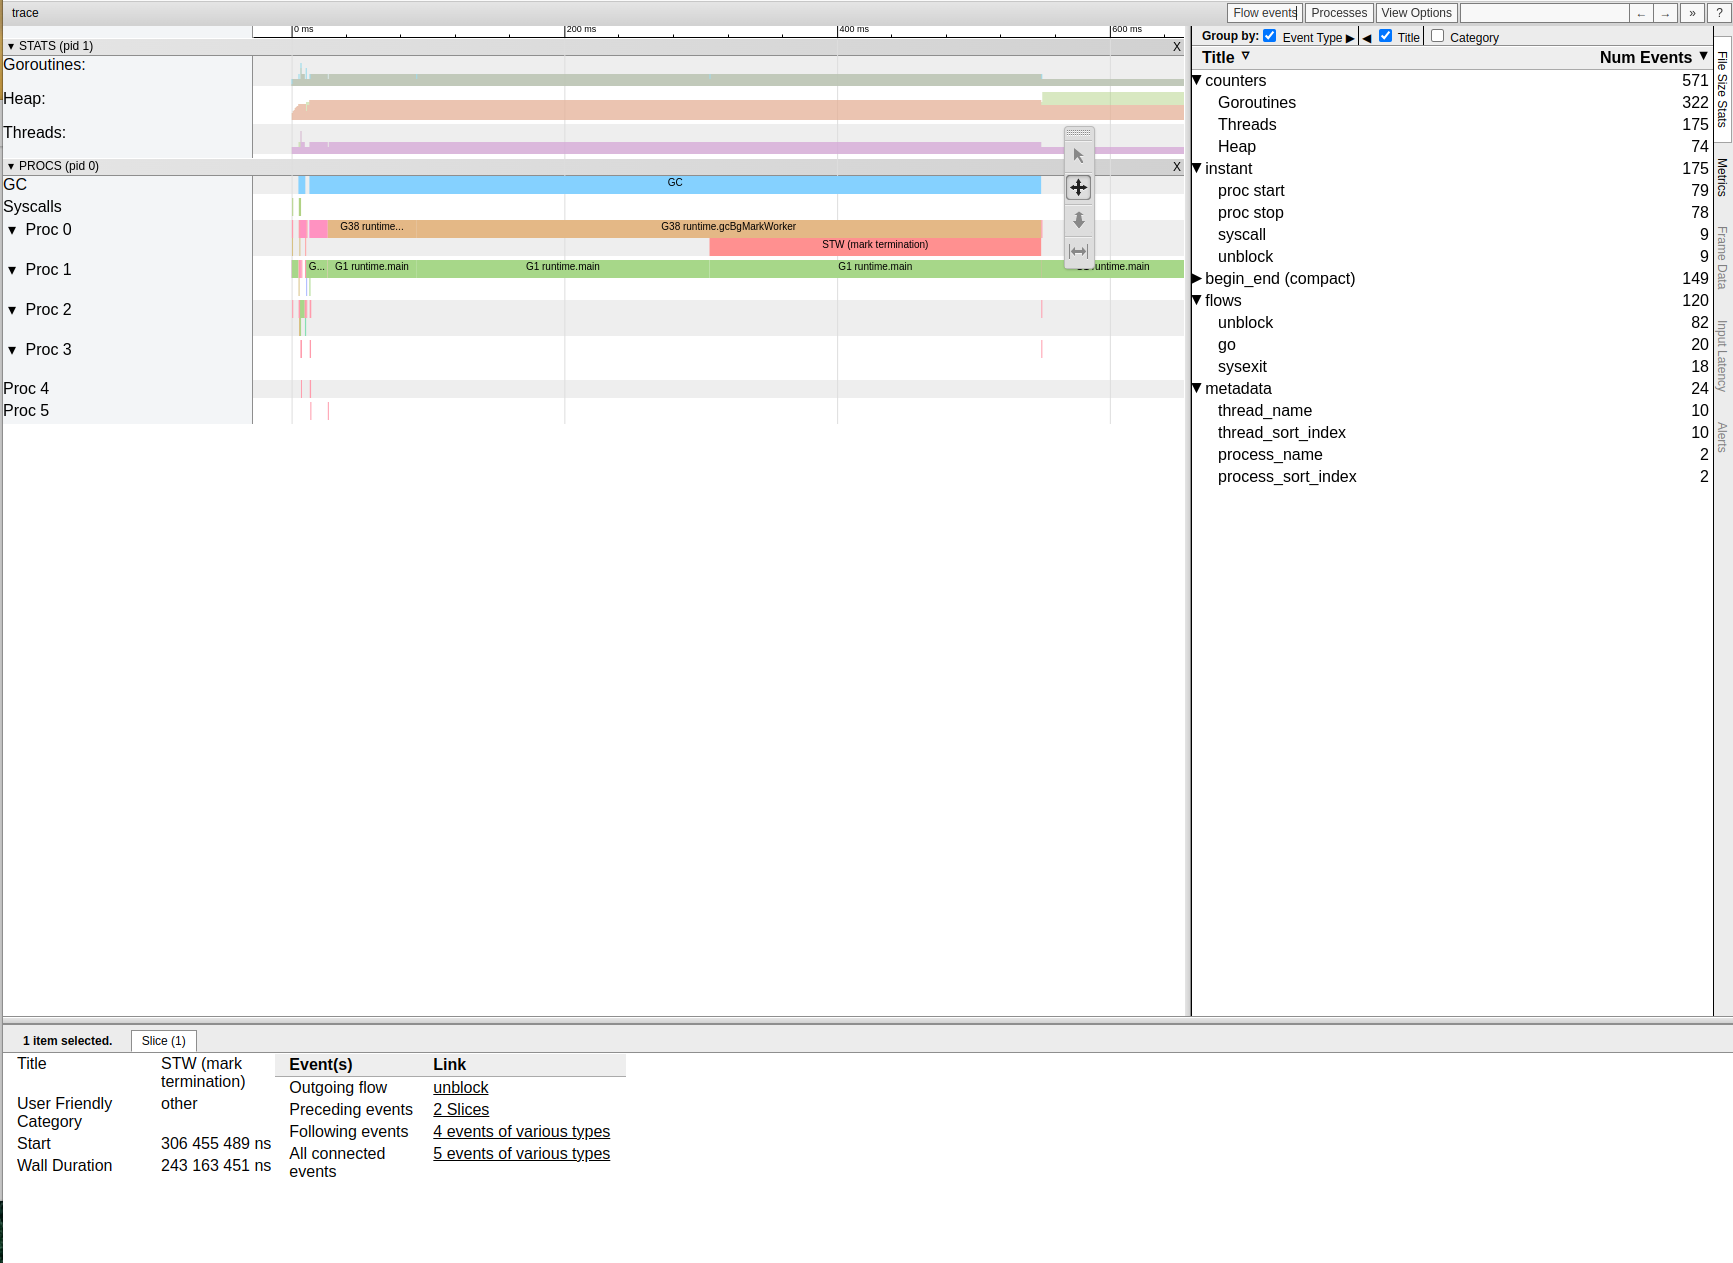 trace
Flow events Processes View Options ← → » ?
0 ms 200 ms 400 ms 600 ms
▼ STATS (pid 1) X
Goroutines:
Heap:
Threads:
▼ PROCS (pid 0) X
GC GC
Syscalls
▼ Proc 0 G38 runtime... G38 runtime.gcBgMarkWorker
STW (mark termination)
▼ Proc 1 G... G1 runtime.main G1 runtime.main G1 runtime.main untime.main
▼ Proc 2
▼ Proc 3
Proc 4
Proc 5
Group by: Event Type ▶ ◀ Title Category
Title ▽ Num Events ▼
▼ counters 571
Goroutines 322
Threads 175
Heap 74
▼ instant 175
proc start 79
proc stop 78
syscall 9
unblock 9
▶ begin_end (compact) 149
▼ flows 120
unblock 82
go 20
sysexit 18
▼ metadata 24
thread_name 10
thread_sort_index 10
process_name 2
process_sort_index 2
File Size Stats
Metrics
Frame Data
Input Latency
Alerts
1 item selected. Slice (1)
Title STW (mark termination)
User Friendly Category other
Start 306 455 489 ns
Wall Duration 243 163 451 ns
Event(s) Link
Outgoing flow unblock
Preceding events 2 Slices
Following events 4 events of various types
All connected events 5 events of various types